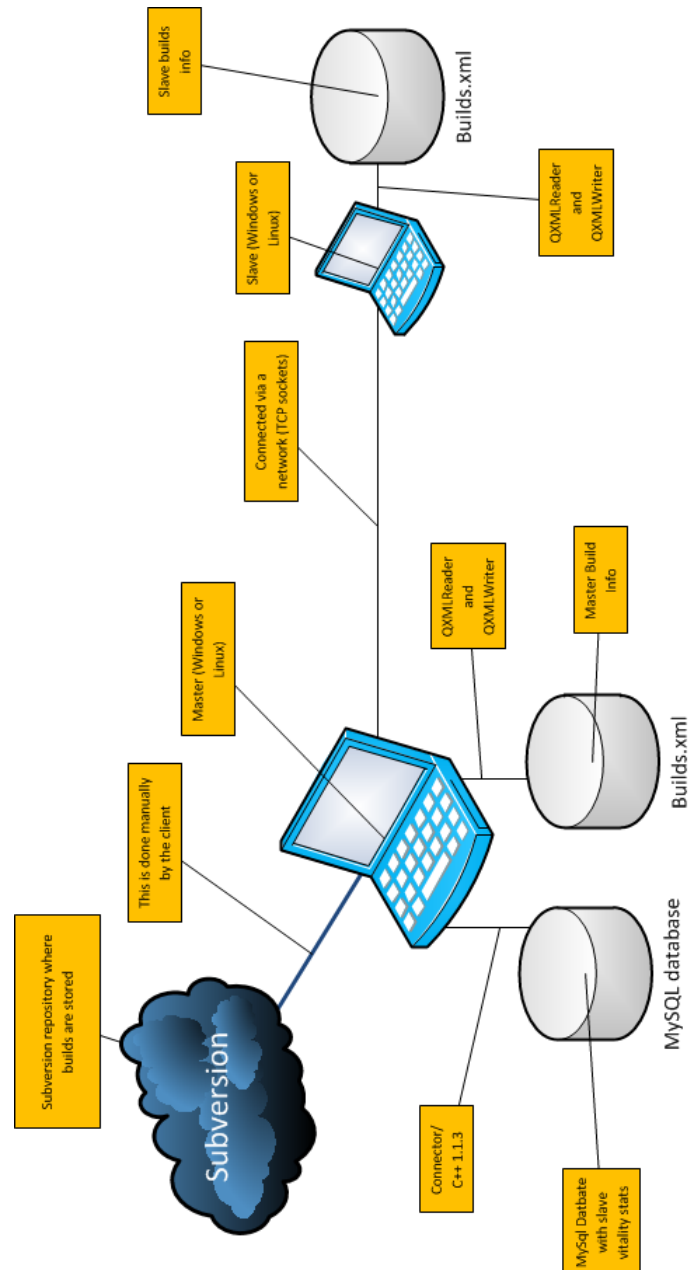 Subversion repository where
builds are stored
This is done manually
by the client
Master (Windows or
Linux)
Connected via a
network (TCP sockets)
Slave (Windows or
Linux)
Slave builds
info
Subversion
Builds.xml
QXMLReader
and
QXMLWriter
QXMLReader
and
QXMLWriter
Connector/
C++ 1.1.3
Master Build
Info
MySql Datbate
with slave
vitality stats
MySQL database
Builds.xml